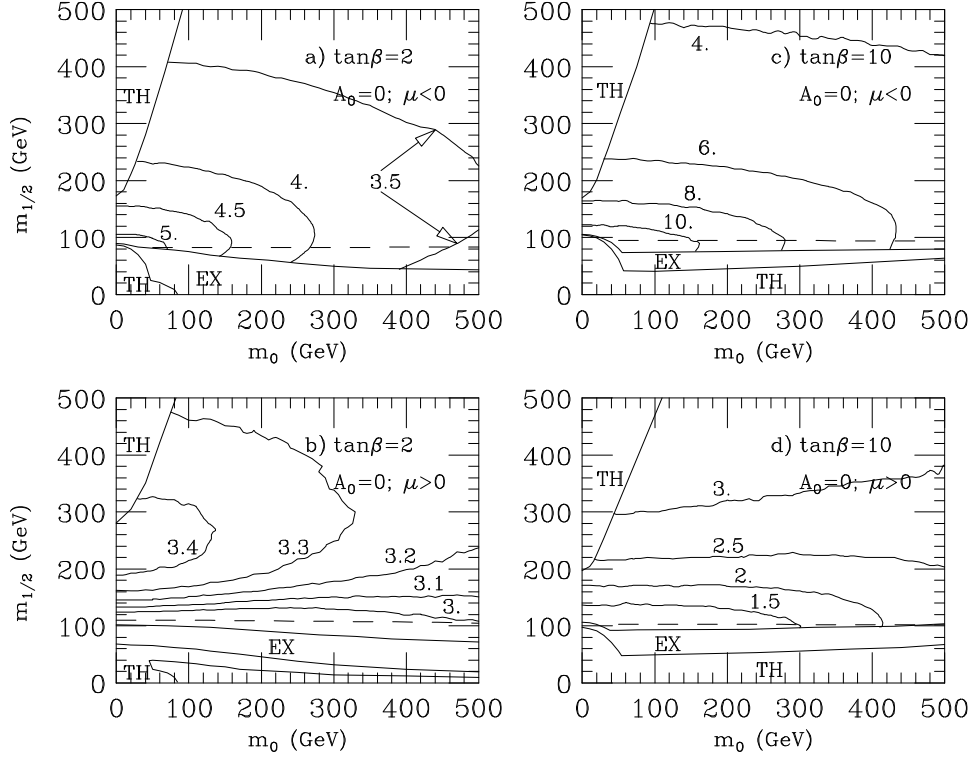 500
400
300
200
100
0
m1/2 (GeV)
a) tanβ=2
A0=0; μ<0
TH
3.5
4.
4.5
5.
TH
EX
0 100 200 300 400 500
m0 (GeV)
500
400
300
200
100
0
c) tanβ=10
A0=0; μ<0
TH
4.
6.
8.
10.
EX
TH
0 100 200 300 400 500
m0 (GeV)
500
400
300
200
100
0
m1/2 (GeV)
b) tanβ=2
A0=0; μ>0
TH
3.4
3.3
3.2
3.1
3.
EX
TH
0 100 200 300 400 500
m0 (GeV)
500
400
300
200
100
0
d) tanβ=10
A0=0; μ>0
TH
3.
2.5
2.
1.5
EX
TH
0 100 200 300 400 500
m0 (GeV)